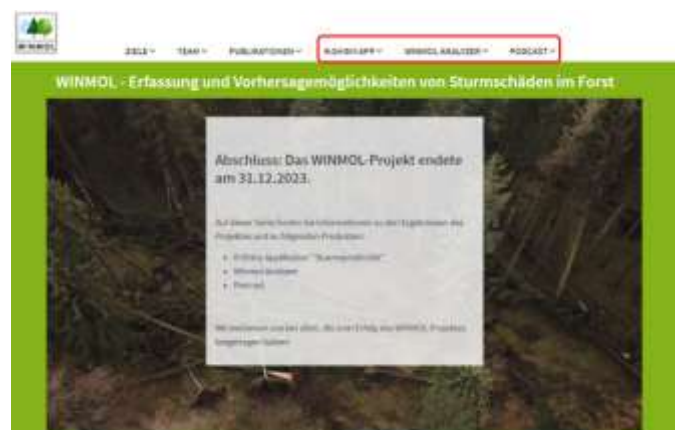 WINMOL
ZIELE TEAM PUBLIKATIONEN R-SHINY-APP WINMOL ANALYZER PODCAST
WINMOL - Erfassung und Vorhersagemöglichkeiten von Sturmschäden im Forst
Abschluss: Das WINMOL-Projekt endete
am 31.12.2023.
Auf dieser Seite finden Sie Informationen zu den Ergebnissen des
Projektes und zu folgenden Produkten:
Winmol Analyzer
Podcast
Wir bedanken uns bei allen, die zum Erfolg des WINMOL-Projektes
beigetragen haben!